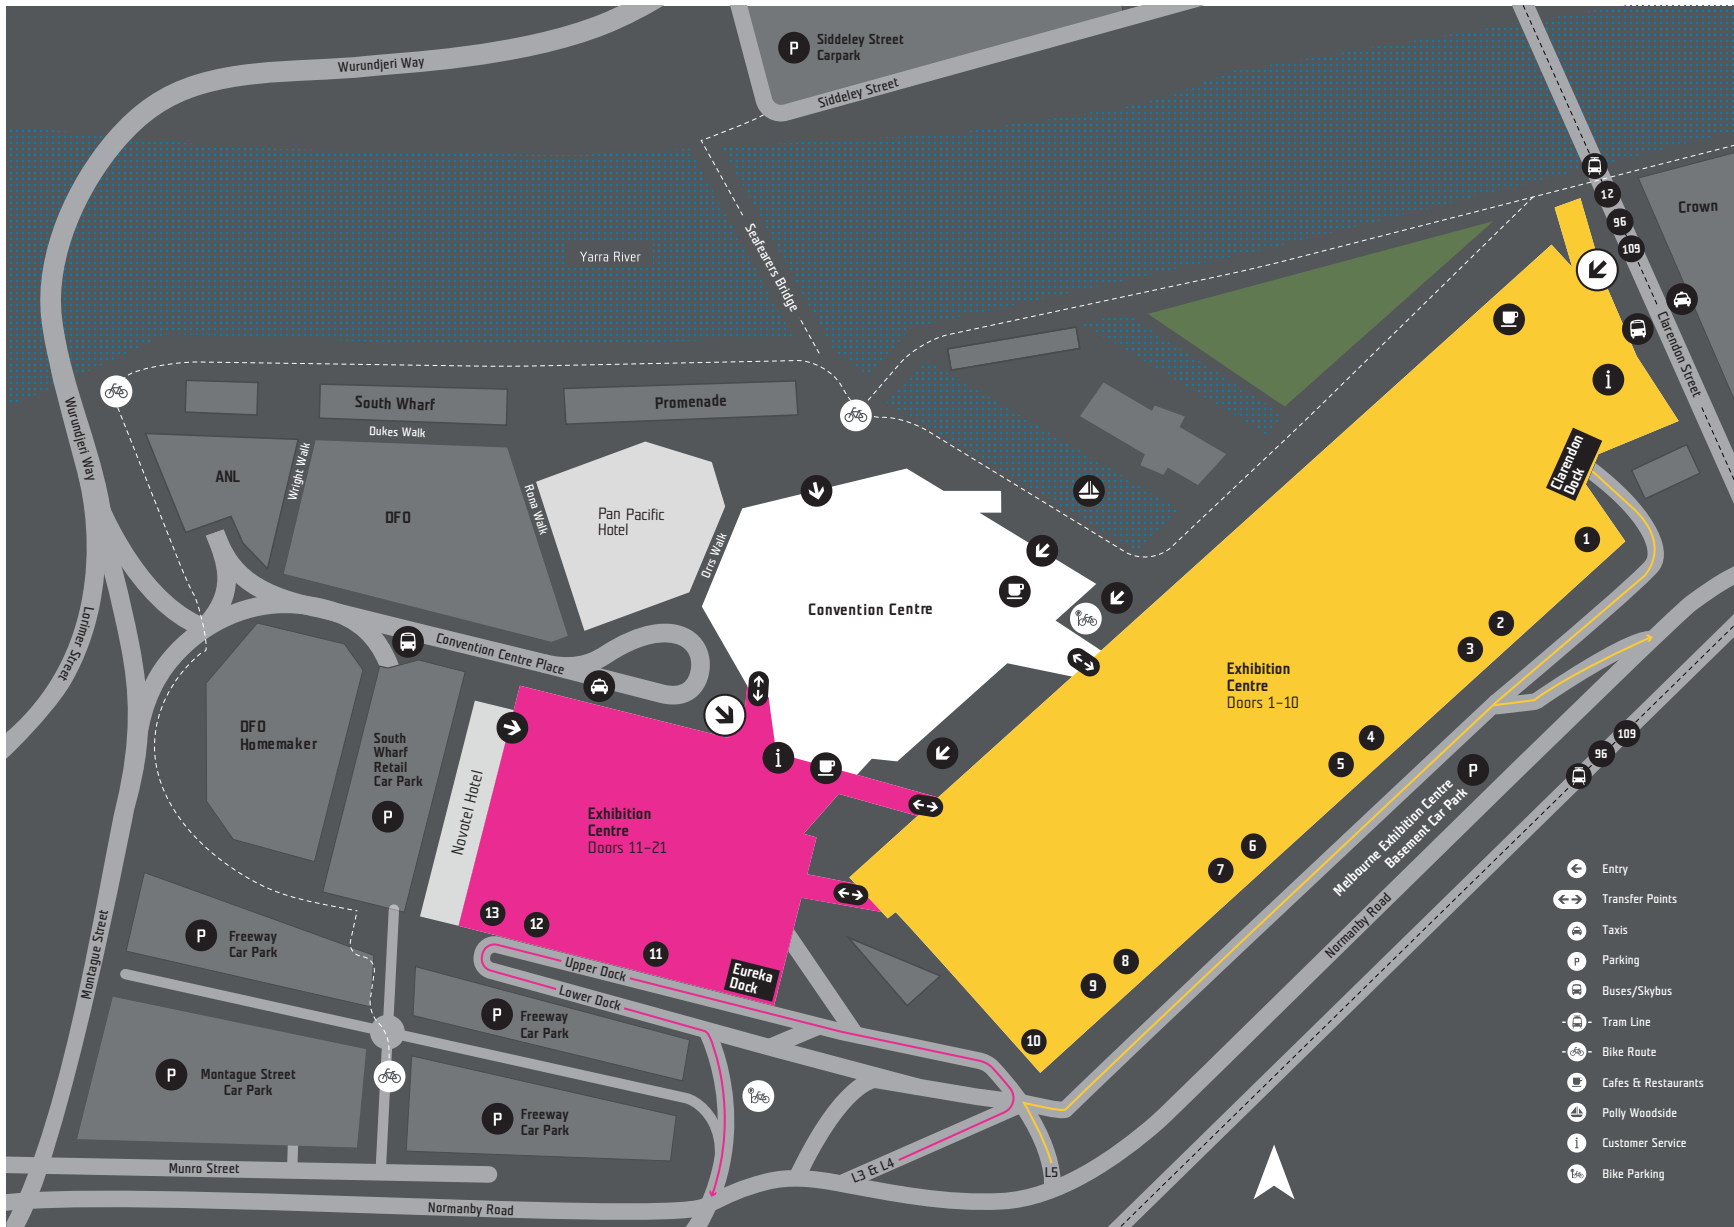 Siddeley Street
Carpark
P
Wurundjeri Way
Siddeley Street
12
Crown
96
109
Yarra River
Seafarers Bridge
Clarendon Street
i
South Wharf
Promenade
Dukes Walk
Wurundjeri Way
Wright Walk
ANL
DFO
Rona Walk
Pan Pacific
Hotel
Orris Walk
Clarendon
Dock
1
Convention Centre
2
3
Lorimer Street
Convention Centre Place
Exhibition
Centre
Doors 1-10
DFO
Homemaker
South
Wharf
Retail
Car Park
P
i
4
5
109
96
P
Melbourne Exhibition Centre
Basement Car Park
Novotel Hotel
Exhibition
Centre
Doors 11-21
6
7
Normanby Road
13
12
11
8
9
10
P
Freeway
Car Park
Montague Street
Upper Dock
Lower Dock
Eureka
Dock
P
Freeway
Car Park
P
Montague Street
Car Park
P
Freeway
Car Park
Munro Street
Normanby Road
L3 & L4
L5
Entry
Transfer Points
Taxis
P
Parking
Buses/Skybus
Tram Line
Bike Route
Cafes & Restaurants
Polly Woodside
i
Customer Service
Bike Parking